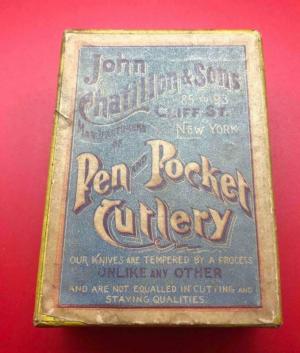 John
Chatillon & Sons
85 TO 93
CLIFF ST.
MANUFACTURERS
OF
NEW YORK
Pen AND Pocket
Cutlery
OUR KNIVES ARE TEMPERED BY A PROCESS
UNLIKE ANY OTHER
AND ARE NOT EQUALLED IN CUTTING AND
STAYING QUALITIES.